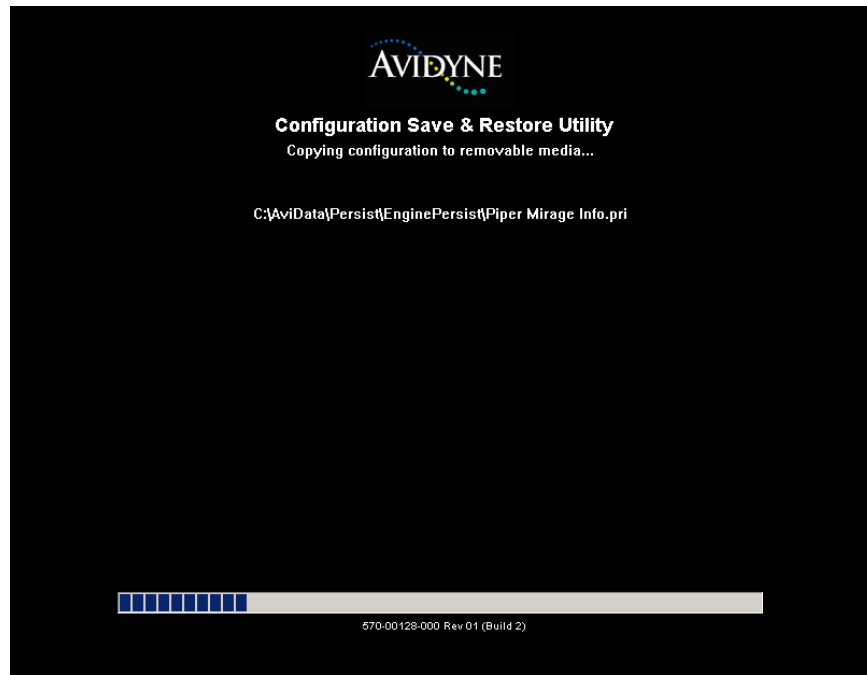 AVIDYNE
Configuration Save & Restore Utility
Copying configuration to removable media...
C:\AviData\Persist\EnginePersist\Piper Mirage Info.pri
570-00128-000 Rev 01 (Build 2)